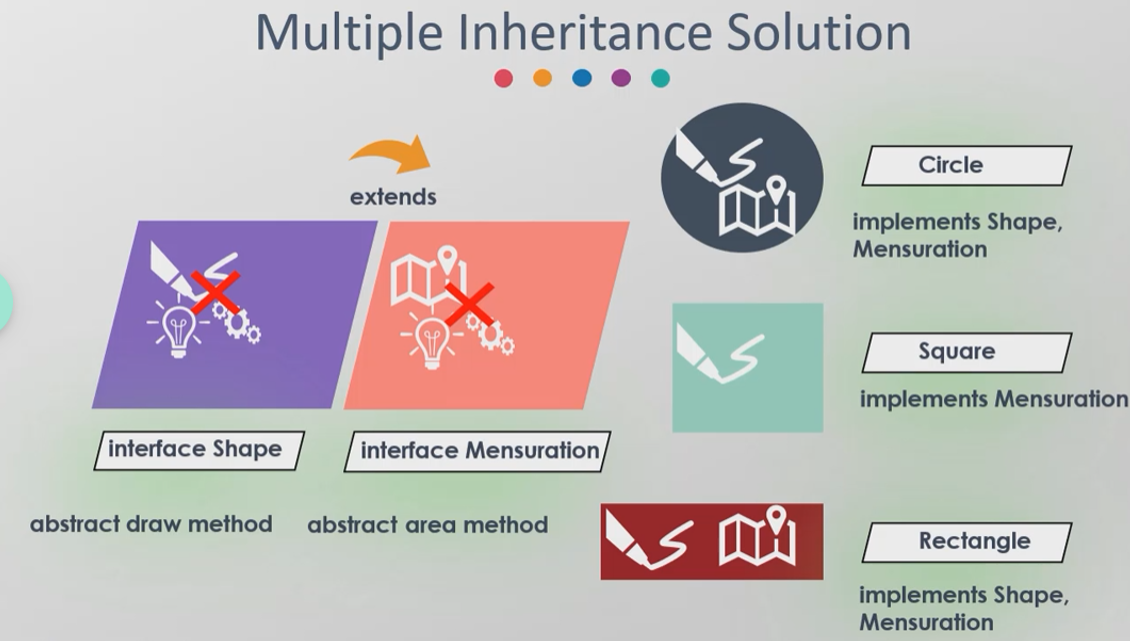 Multiple Inheritance Solution
extends
interface Shape
interface Mensuration
abstract draw method
abstract area method
Circle
implements Shape,
Mensuration
Square
implements Mensuration
Rectangle
implements Shape,
Mensuration